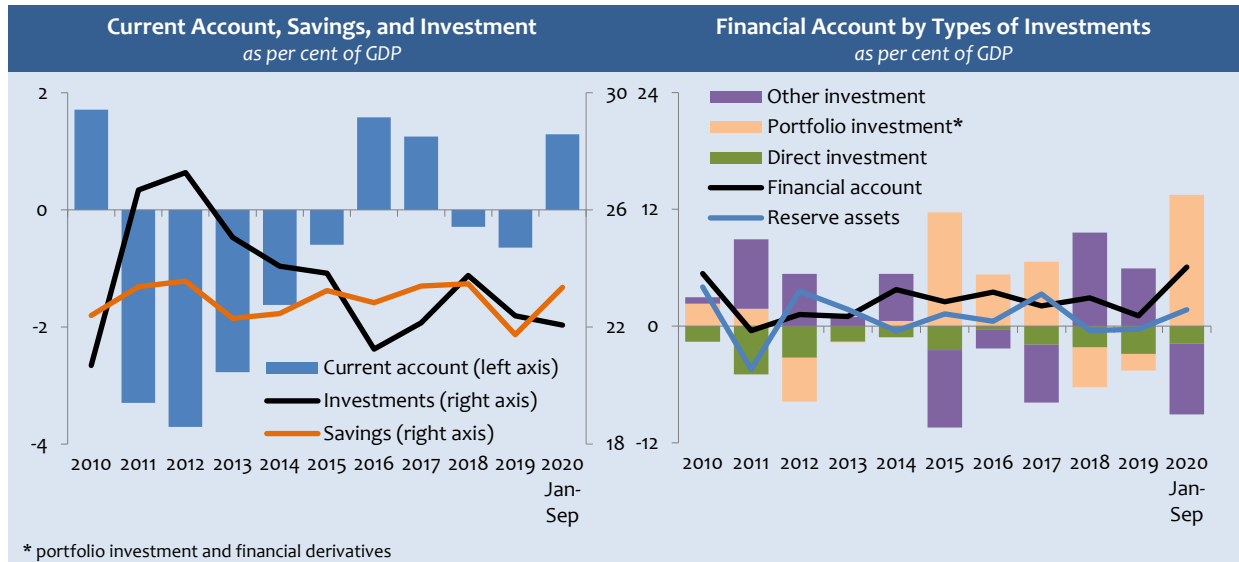 Current Account, Savings, and Investment
as per cent of GDP
2
0
-2
-4
30
26
22
18
Current account (left axis)
Investments (right axis)
Savings (right axis)
2010 2011 2012 2013 2014 2015 2016 2017 2018 2019 2020
Jan-
Sep
Financial Account by Types of Investments
as per cent of GDP
24
12
0
-12
Other investment
Portfolio investment*
Direct investment
Financial account
Reserve assets
2010 2011 2012 2013 2014 2015 2016 2017 2018 2019 2020
Jan-
Sep
* portfolio investment and financial derivatives